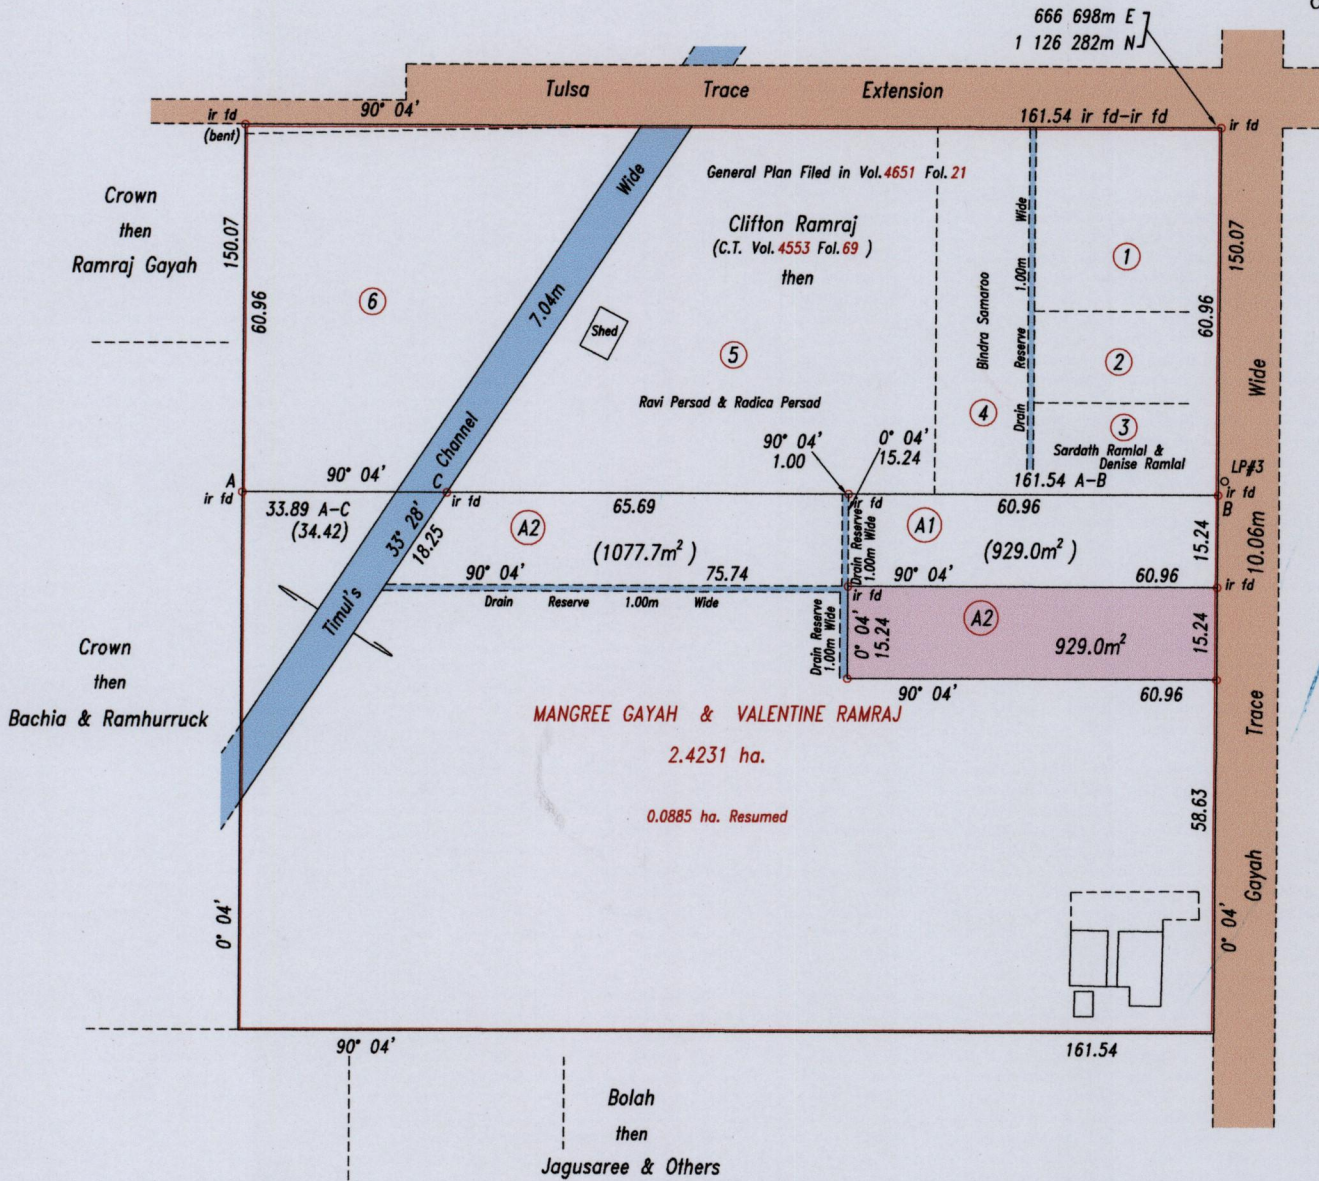 666 698m E
1 126 282m N
Tulsa Trace Extension
90° 04'
ir fd
(bent)
161.54 ir fd-ir fd
ir fd
General Plan Filed in Vol.4651 Fol.21
Crown
then
Ramraj Gayah
150.07
60.96
6
Wide
7.04m
Channel
Timul's
Shed
Clifton Ramraj
(C.T. Vol.4553 Fol.69 )
then
5
Ravi Persad & Radica Persad
Bindra Samaroo
4
Drain Reserve 1.00m Wide
1
2
3
Sardath Ramlal &
Denise Ramlal
150.07
60.96
Wide
LP#3
A
ir fd
90° 04'
C
ir fd
33.89 A-C
(34.42)
33° 28'
18.25
90° 04'
1.00
0° 04'
15.24
161.54 A-B
ir fd
B
65.69
ir fd
60.96
A2
(1077.7m²)
Drain Reserve
1.00m Wide
A1
(929.0m²)
15.24
10.06m
90° 04'
75.74
90° 04'
60.96
ir fd
Drain Reserve 1.00m Wide
ir fd
Drain Reserve
1.00m Wide
0° 04'
15.24
A2
929.0m²
15.24
90° 04'
60.96
Crown
then
Bachia & Ramhurruck
MANGREE GAYAH & VALENTINE RAMRAJ
2.4231 ha.
0.0885 ha. Resumed
Trace
58.63
Gayah
0° 04'
0° 04'
90° 04'
161.54
Bolah
then
Jagusaree & Others